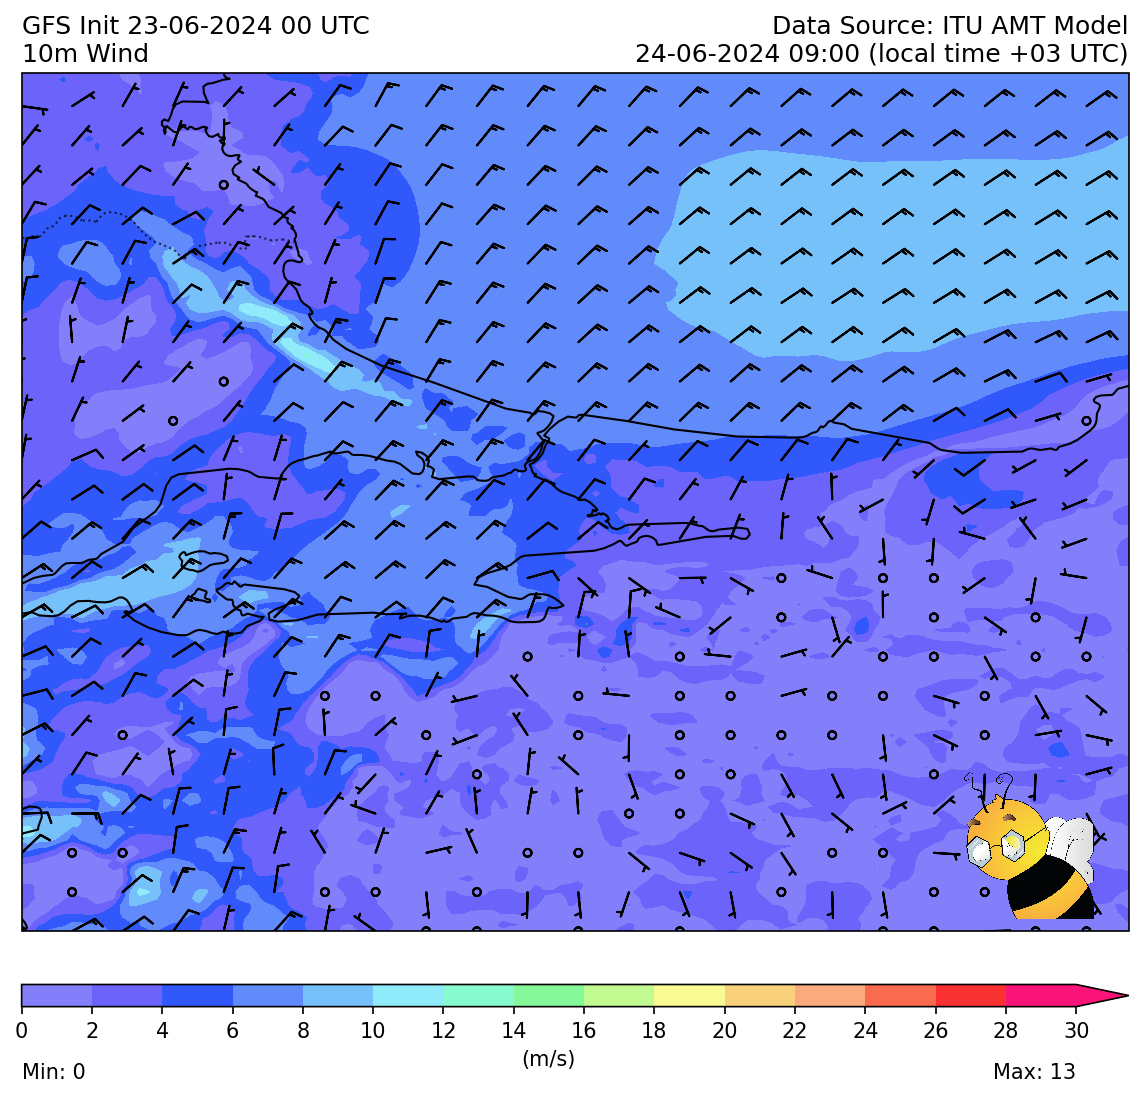 GFS Init 23-06-2024 00 UTC
Data Source: ITU AMT Model
10m Wind
24-06-2024 09:00 (local time +03 UTC)
0 2 4 6 8 10 12 14 16 18 20 22 24 26 28 30
(m/s)
Min: 0
Max: 13